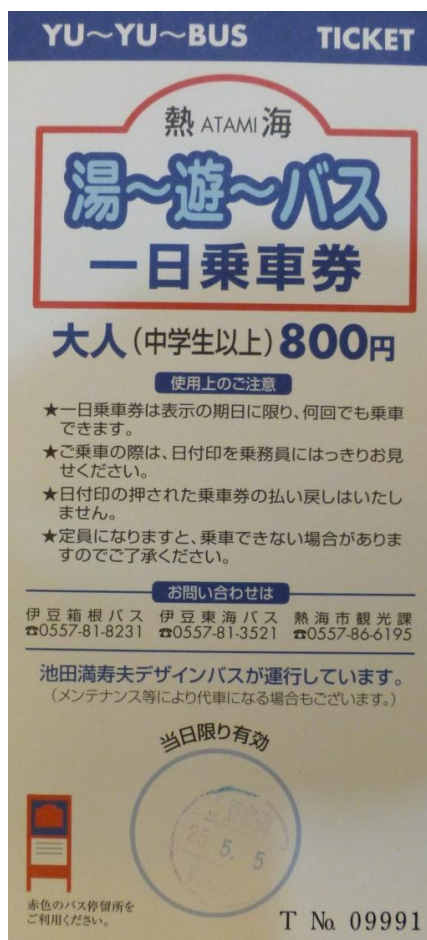 YU〜YU〜BUS TICKET
熱 ATAMI 海
湯〜遊〜バス
一日乗車券
大人(中学生以上)800円
使用上のご注意
★一日乗車券は表示の期日に限り、何回でも乗車
できます。
★ご乗車の際は、日付印を乗務員にはっきりお見
せください。
★日付印の押された乗車券の払い戻しはいたし
ません。
★定員になりますと、乗車できない場合がありま
すのでご了承ください。
お問い合わせは
伊豆箱根バス 伊豆東海バス 熱海市観光課
☎0557-81-8231 ☎0557-81-3521 ☎0557-86-6195
池田満寿夫デザインバスが運行しています。
(メンテナンス等により代車になる場合もございます。)
当日限り有効
25. 5. 5
赤色のバス停留所を
ご利用ください。
T No. 09991